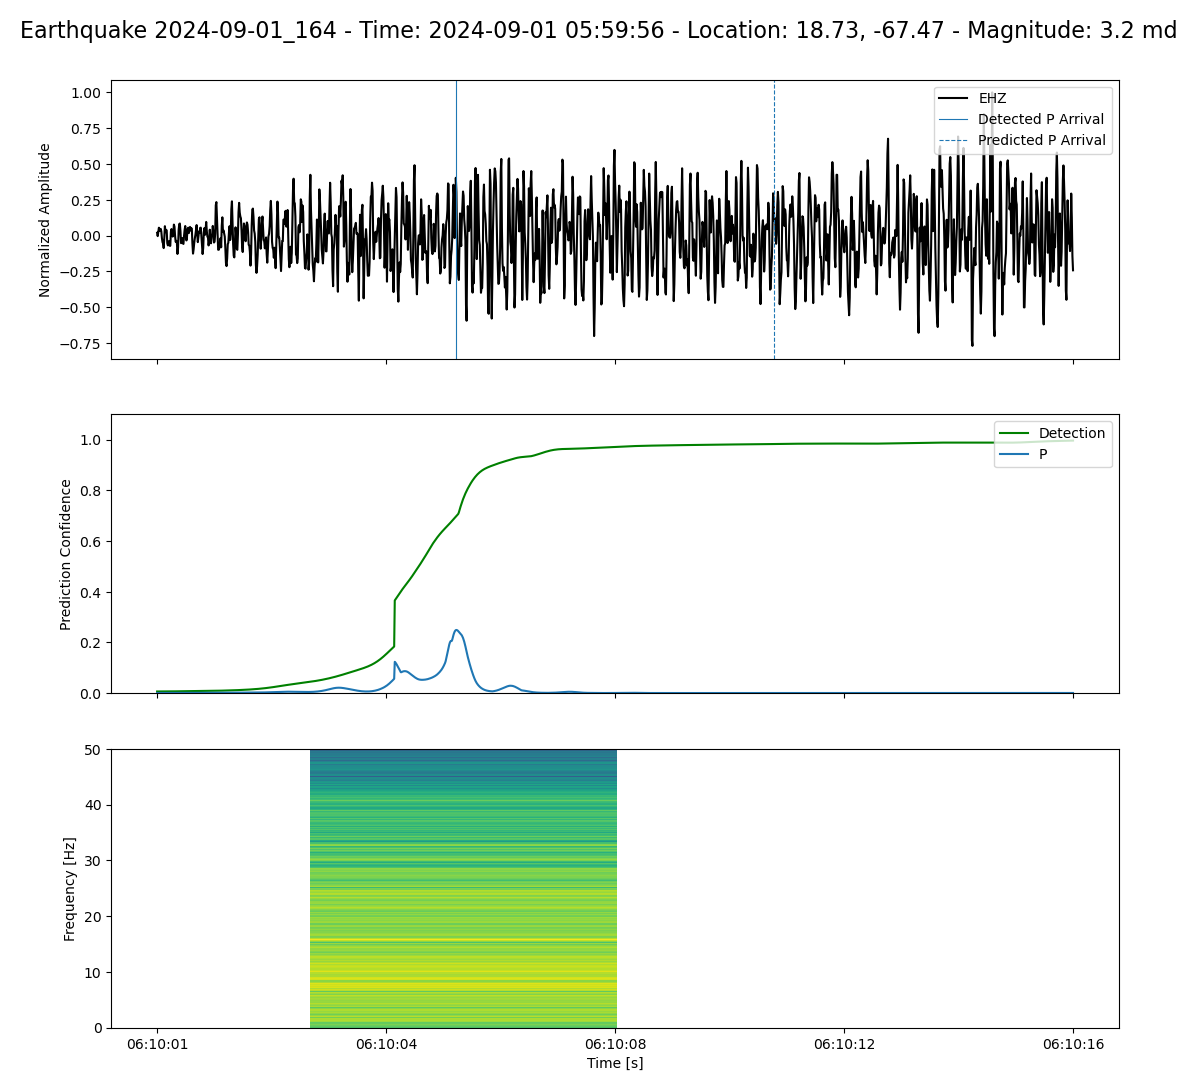 Earthquake 2024-09-01_164 - Time: 2024-09-01 05:59:56 - Location: 18.73, -67.47 - Magnitude: 3.2 md
1.00
0.75
0.50
0.25
0.00
−0.25
−0.50
−0.75
Normalized Amplitude
EHZ
Detected P Arrival
Predicted P Arrival
1.0
0.8
0.6
0.4
0.2
0.0
Prediction Confidence
Detection
P
50
40
30
20
10
0
Frequency [Hz]
06:10:01 06:10:04 06:10:08 06:10:12 06:10:16
Time [s]